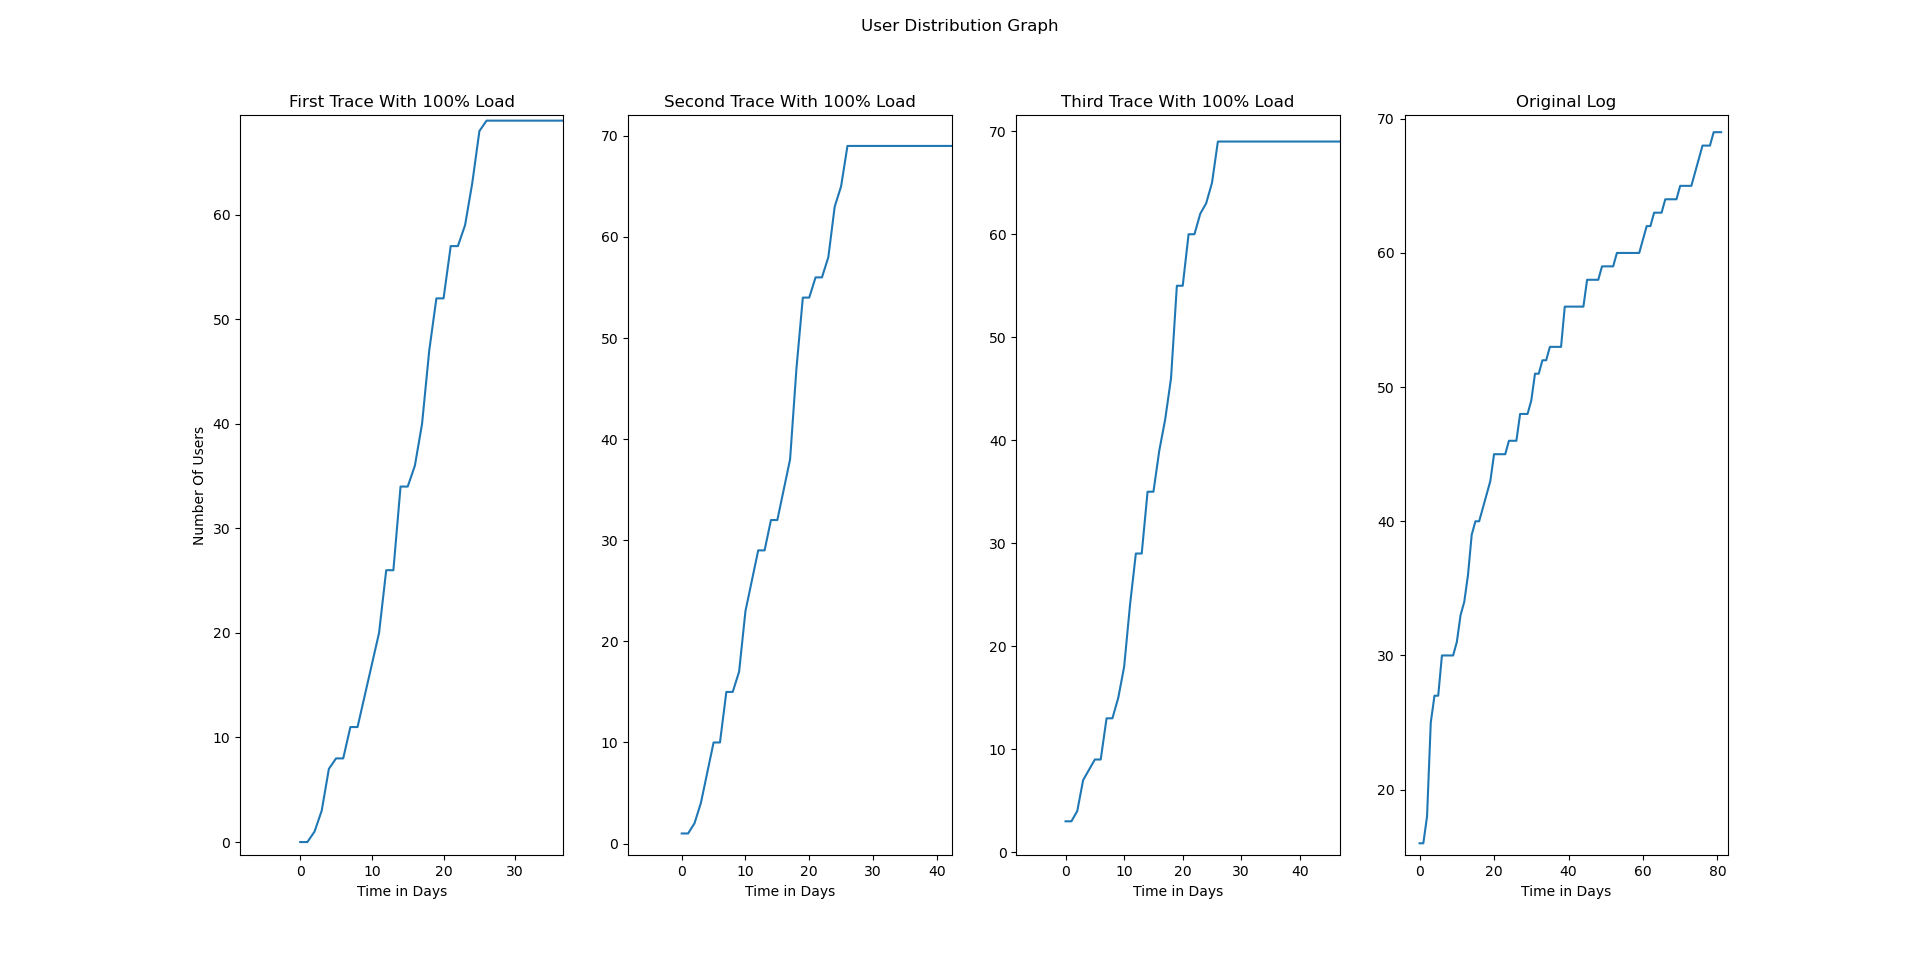 User Distribution Graph
First Trace With 100% Load
Second Trace With 100% Load
Third Trace With 100% Load
Original Log
Number Of Users
60
50
40
30
20
10
0
0 10 20 30
Time in Days
70
60
50
40
30
20
10
0
0 10 20 30 40
Time in Days
70
60
50
40
30
20
10
0
0 10 20 30 40
Time in Days
70
60
50
40
30
20
0 20 40 60 80
Time in Days